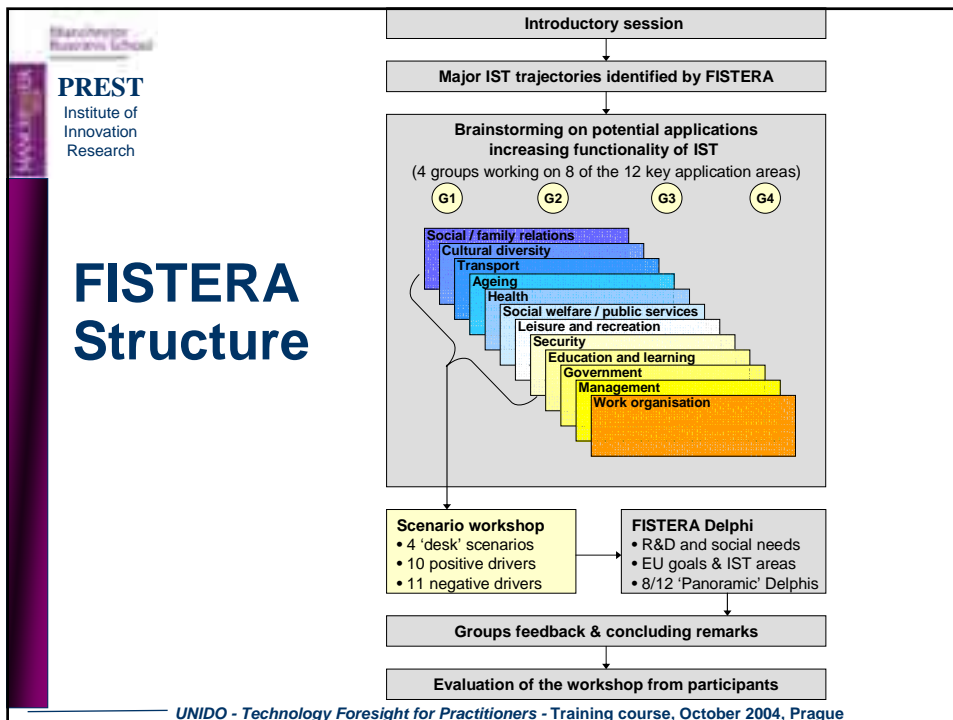 Manchester
Business School
PREST
Institute of
Innovation
Research
FISTERA
Structure
Introductory session
Major IST trajectories identified by FISTERA
Brainstorming on potential applications
increasing functionality of IST
(4 groups working on 8 of the 12 key application areas)
G1 G2 G3 G4
Social / family relations
Cultural diversity
Transport
Ageing
Health
Social welfare / public services
Leisure and recreation
Security
Education and learning
Government
Management
Work organisation
Scenario workshop
• 4 ‘desk’ scenarios
• 10 positive drivers
• 11 negative drivers
FISTERA Delphi
• R&D and social needs
• EU goals & IST areas
• 8/12 ‘Panoramic’ Delphis
Groups feedback & concluding remarks
Evaluation of the workshop from participants
UNIDO - Technology Foresight for Practitioners - Training course, October 2004, Prague